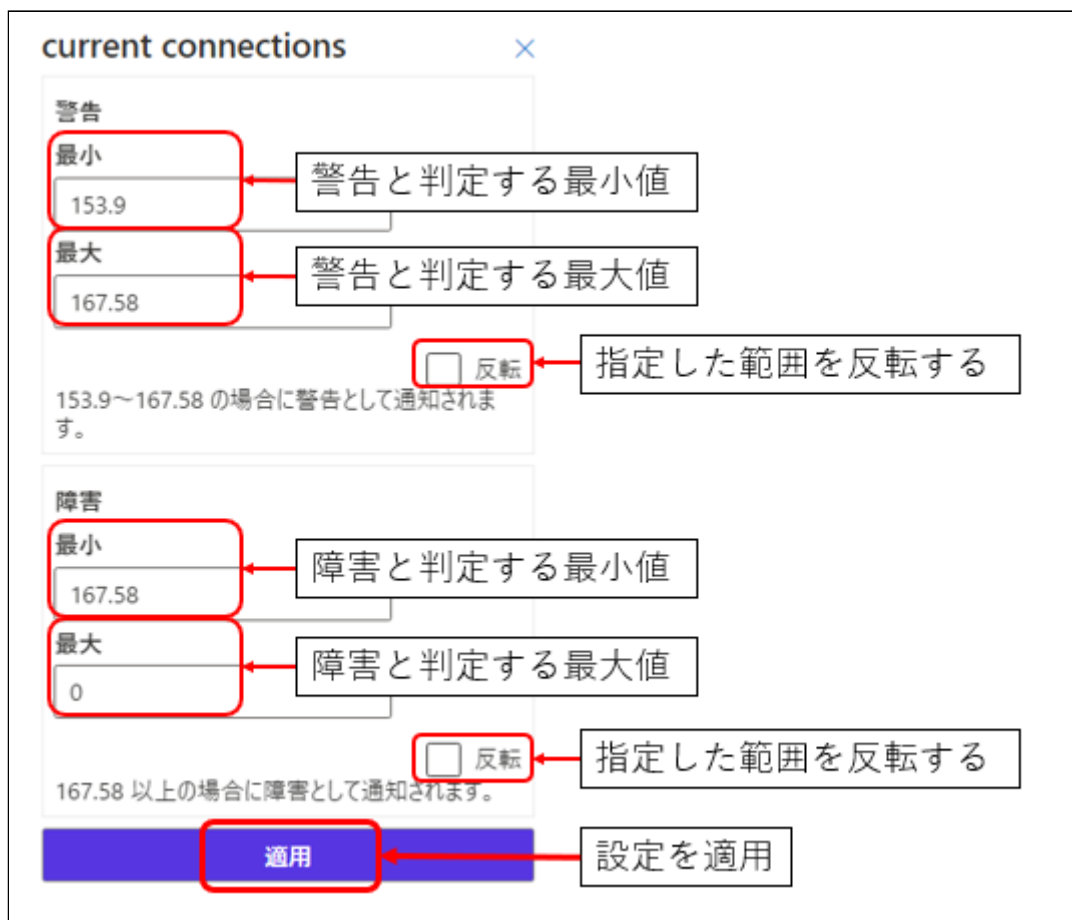 current connections
警告
最小
警告と判定する最小値
153.9
最大
警告と判定する最大値
167.58
反転
指定した範囲を反転する
153.9～167.58 の場合に警告として通知されま
す。
障害
最小
障害と判定する最小値
167.58
最大
障害と判定する最大値
0
反転
指定した範囲を反転する
167.58 以上の場合に障害として通知されます。
適用
設定を適用